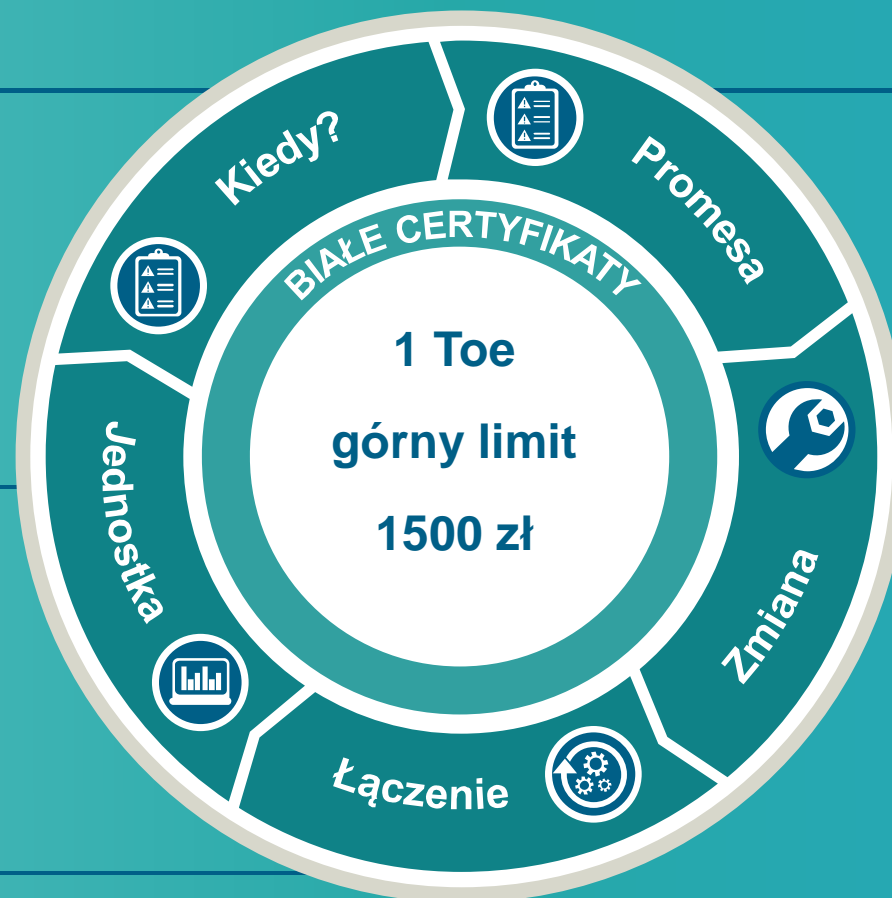 Kiedy?
Promesa
Zmiana
Łączenie
Jednostka
BIAŁE CERTYFIKATY
1 Toe
górny limit
1500 zł